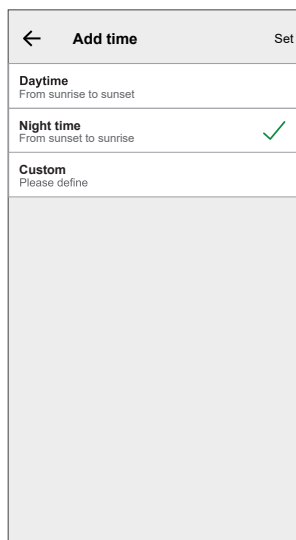 Add time
Set
Daytime
From sunrise to sunset
Night time
From sunset to sunrise
Custom
Please define